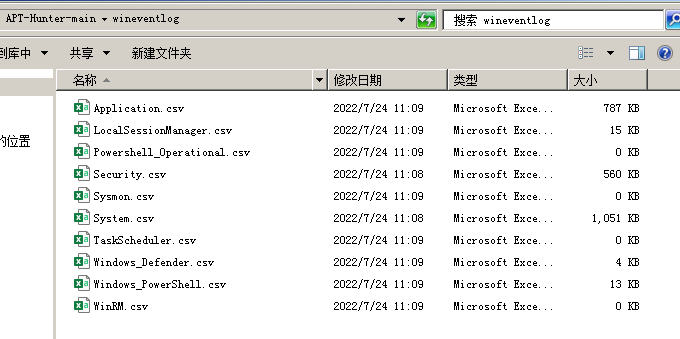 APT-Hunter-main ▾ wineventlog 搜索 wineventlog
到库中 共享 新建文件夹
名称 修改日期 类型 大小
Application.csv 2022/7/24 11:09 Microsoft Exce... 787 KB
LocalSessionManager.csv 2022/7/24 11:09 Microsoft Exce... 15 KB
的位置
Powershell_Operational.csv 2022/7/24 11:09 Microsoft Exce... 0 KB
Security.csv 2022/7/24 11:08 Microsoft Exce... 560 KB
Sysmon.csv 2022/7/24 11:09 Microsoft Exce... 0 KB
System.csv 2022/7/24 11:08 Microsoft Exce... 1,051 KB
TaskScheduler.csv 2022/7/24 11:09 Microsoft Exce... 0 KB
Windows_Defender.csv 2022/7/24 11:09 Microsoft Exce... 4 KB
Windows_PowerShell.csv 2022/7/24 11:09 Microsoft Exce... 13 KB
WinRM.csv 2022/7/24 11:09 Microsoft Exce... 0 KB